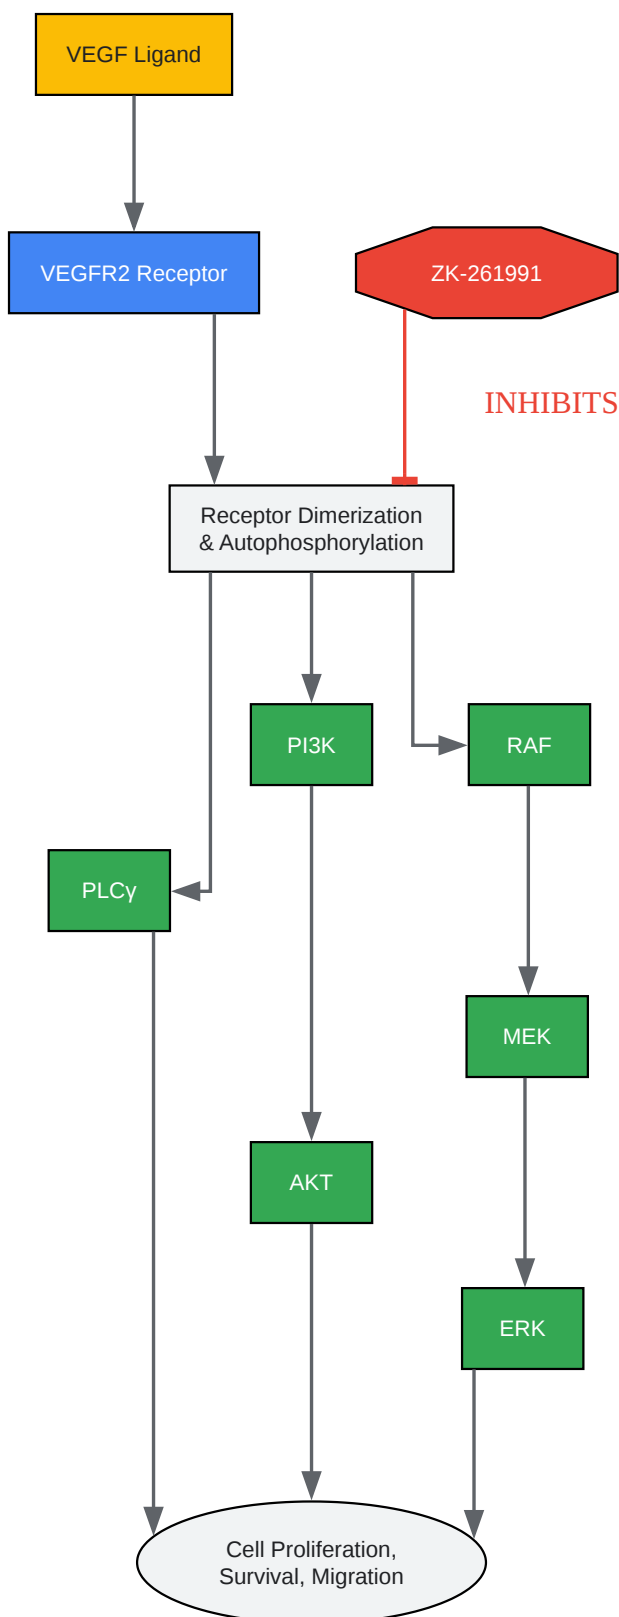 VEGF Ligand
VEGFR2 Receptor
ZK-261991
INHIBITS
Receptor Dimerization
& Autophosphorylation
PI3K
RAF
PLCγ
MEK
AKT
ERK
Cell Proliferation,
Survival, Migration